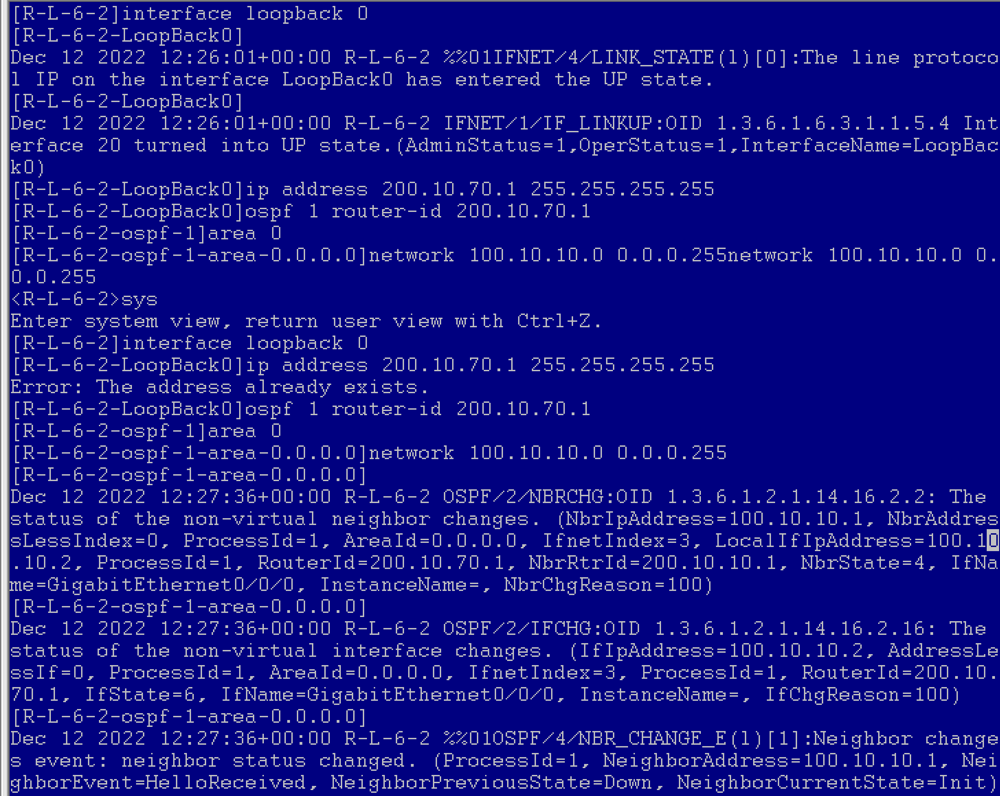 [R-L-6-2]interface loopback 0
[R-L-6-2-LoopBack0]
Dec 12 2022 12:26:01+00:00 R-L-6-2 %%01IFNET/4/LINK_STATE(l)[0]:The line protoco
l IP on the interface LoopBack0 has entered the UP state.
[R-L-6-2-LoopBack0]
Dec 12 2022 12:26:01+00:00 R-L-6-2 IFNET/1/IF_LINKUP:OID 1.3.6.1.6.3.1.1.5.4 Int
erface 20 turned into UP state.(AdminStatus=1,OperStatus=1,InterfaceName=LoopBac
k0)
[R-L-6-2-LoopBack0]ip address 200.10.70.1 255.255.255.255
[R-L-6-2-LoopBack0]ospf 1 router-id 200.10.70.1
[R-L-6-2-ospf-1]area 0
[R-L-6-2-ospf-1-area-0.0.0.0]network 100.10.10.0 0.0.0.255network 100.10.10.0 0.
0.0.255
<R-L-6-2>sys
Enter system view, return user view with Ctrl+Z.
[R-L-6-2]interface loopback 0
[R-L-6-2-LoopBack0]ip address 200.10.70.1 255.255.255.255
Error: The address already exists.
[R-L-6-2-LoopBack0]ospf 1 router-id 200.10.70.1
[R-L-6-2-ospf-1]area 0
[R-L-6-2-ospf-1-area-0.0.0.0]network 100.10.10.0 0.0.0.255
[R-L-6-2-ospf-1-area-0.0.0.0]
Dec 12 2022 12:27:36+00:00 R-L-6-2 OSPF/2/NBRCHG:OID 1.3.6.1.2.1.14.16.2.2: The
status of the non-virtual neighbor changes. (NbrIpAddress=100.10.10.1, NbrAddres
sLessIndex=0, ProcessId=1, AreaId=0.0.0.0, IfnetIndex=3, LocalIfIpAddress=100.10
.10.2, ProcessId=1, RouterId=200.10.70.1, NbrRtrId=200.10.10.1, NbrState=4, IfNa
me=GigabitEthernet0/0/0, InstanceName=, NbrChgReason=100)
[R-L-6-2-ospf-1-area-0.0.0.0]
Dec 12 2022 12:27:36+00:00 R-L-6-2 OSPF/2/IFCHG:OID 1.3.6.1.2.1.14.16.2.16: The
status of the non-virtual interface changes. (IfIpAddress=100.10.10.2, AddressLe
ssIf=0, ProcessId=1, AreaId=0.0.0.0, IfnetIndex=3, ProcessId=1, RouterId=200.10.
70.1, IfState=6, IfName=GigabitEthernet0/0/0, InstanceName=, IfChgReason=100)
[R-L-6-2-ospf-1-area-0.0.0.0]
Dec 12 2022 12:27:36+00:00 R-L-6-2 %%01OSPF/4/NBR_CHANGE_E(l)[1]:Neighbor change
s event: neighbor status changed. (ProcessId=1, NeighborAddress=100.10.10.1, Nei
ghborEvent=HelloReceived, NeighborPreviousState=Down, NeighborCurrentState=Init)